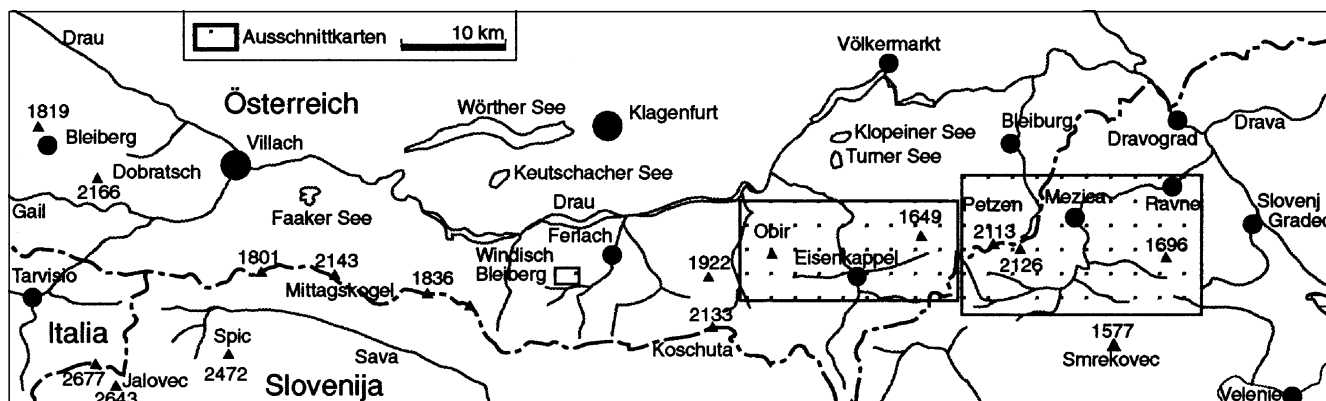 Drau
Ausschnittkarten
10 km
Völkermarkt
1819
Bleiberg
Österreich
Villach
Wörther See
Klagenfurt
Klopeiner See
Turner See
Bleiburg
Dravograd
Drava
Dobratsch
2166
Keutschacher See
Gail
Faaker See
Drau
Ferlach
Windisch
Bleiberg
Obir
1649
Eisenkappel
Petzen
2113
2126
Mezica
Ravne
1696
Slovenj
Gradec
Tarvisio
1801
2143
Mittagskogel
1836
1922
2133
Koschuta
Italia
Spic
2472
Sava
Slovenija
1577
Smrekovec
2677
Jalovec
2643
Velenje